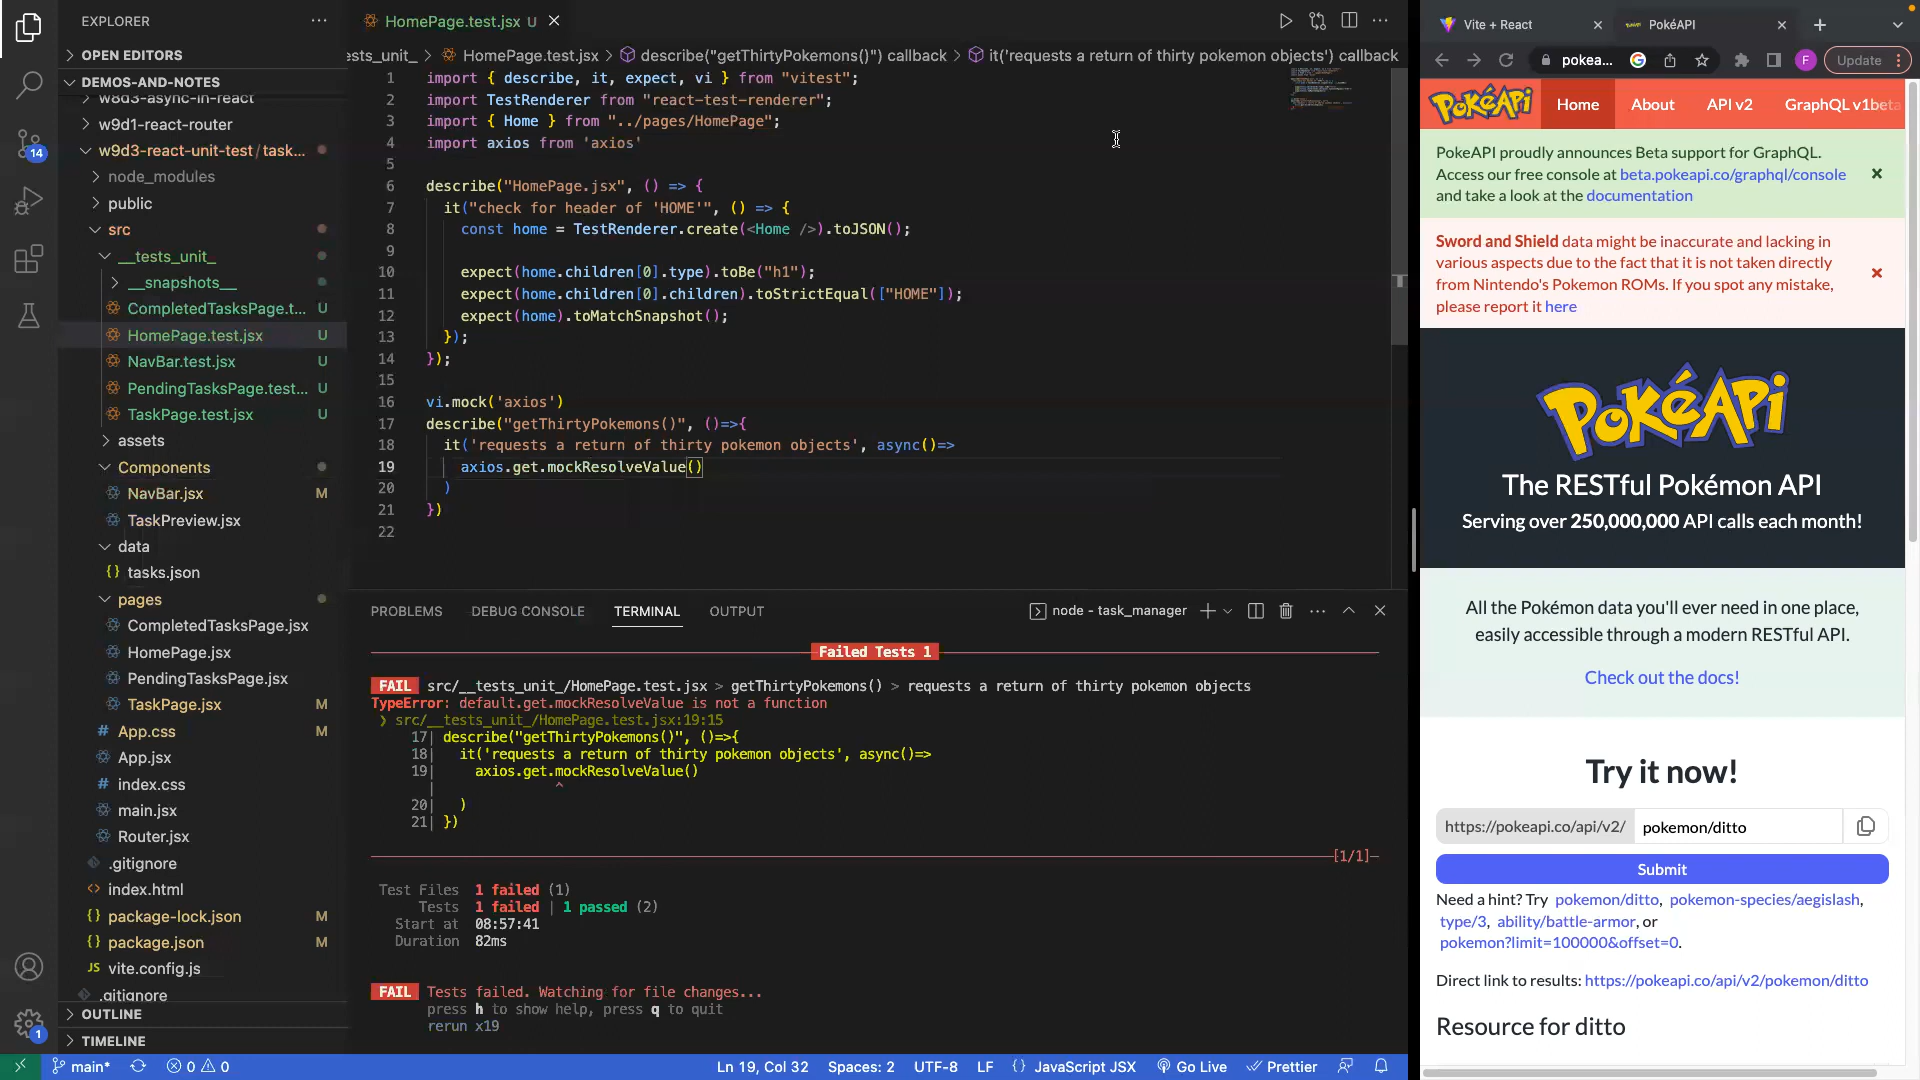 EXPLORER
OPEN EDITORS
DEMOS-AND-NOTES
w8d3-async-in-react
w9d1-react-router
w9d3-react-unit-test / task...
node_modules
public
src
__tests_unit_
__snapshots__
CompletedTasksPage.t... U
HomePage.test.jsx U
NavBar.test.jsx U
PendingTasksPage.test... U
TaskPage.test.jsx U
assets
Components
NavBar.jsx M
TaskPreview.jsx
data
{} tasks.json
pages
CompletedTasksPage.jsx
HomePage.jsx
PendingTasksPage.jsx
TaskPage.jsx M
# App.css M
App.jsx
# index.css
main.jsx
Router.jsx
.gitignore
<> index.html
{} package-lock.json M
{} package.json M
JS vite.config.js
.gitignore
OUTLINE
TIMELINE
14
1
HomePage.test.jsx U
ests_unit_ > HomePage.test.jsx > describe("getThirtyPokemons()") callback > it('requests a return of thirty pokemon objects') callback
1 import { describe, it, expect, vi } from "vitest";
2 import TestRenderer from "react-test-renderer";
3 import { Home } from "../pages/HomePage";
4 import axios from 'axios'
5
6 describe("HomePage.jsx", () => {
7 it("check for header of 'HOME'", () => {
8 const home = TestRenderer.create(<Home />).toJSON();
9
10 expect(home.children[0].type).toBe("h1");
11 expect(home.children[0].children).toStrictEqual(["HOME"]);
12 expect(home).toMatchSnapshot();
13 });
14 });
15
16 vi.mock('axios')
17 describe("getThirtyPokemons()", ()=>{
18 it('requests a return of thirty pokemon objects', async()=>
19 axios.get.mockResolveValue()
20 )
21 })
22
PROBLEMS DEBUG CONSOLE TERMINAL OUTPUT node - task_manager
Failed Tests 1
FAIL src/__tests_unit_/HomePage.test.jsx > getThirtyPokemons() > requests a return of thirty pokemon objects
TypeError: default.get.mockResolveValue is not a function
❯ src/__tests_unit_/HomePage.test.jsx:19:15
17| describe("getThirtyPokemons()", ()=>{
18| it('requests a return of thirty pokemon objects', async()=>
19| axios.get.mockResolveValue()
| ^
20| )
21| })
[1/1]
Test Files 1 failed (1)
Tests 1 failed | 1 passed (2)
Start at 08:57:41
Duration 82ms
FAIL Tests failed. Watching for file changes...
press h to show help, press q to quit
rerun x19
main* 0 0 Ln 19, Col 32 Spaces: 2 UTF-8 LF {} JavaScript JSX Go Live Prettier
Vite + React PokéAPI
pokea... F Update
PokéAPI Home About API v2 GraphQL v1beta
PokeAPI proudly announces Beta support for GraphQL.
Access our free console at beta.pokeapi.co/graphql/console
and take a look at the documentation
Sword and Shield data might be inaccurate and lacking in
various aspects due to the fact that it is not taken directly
from Nintendo's Pokemon ROMs. If you spot any mistake,
please report it here
PokéAPi
The RESTful Pokémon API
Serving over 250,000,000 API calls each month!
All the Pokémon data you'll ever need in one place,
easily accessible through a modern RESTful API.
Check out the docs!
Try it now!
https://pokeapi.co/api/v2/ pokemon/ditto
Submit
Need a hint? Try pokemon/ditto, pokemon-species/aegislash,
type/3, ability/battle-armor, or
pokemon?limit=100000&offset=0.
Direct link to results: https://pokeapi.co/api/v2/pokemon/ditto
Resource for ditto